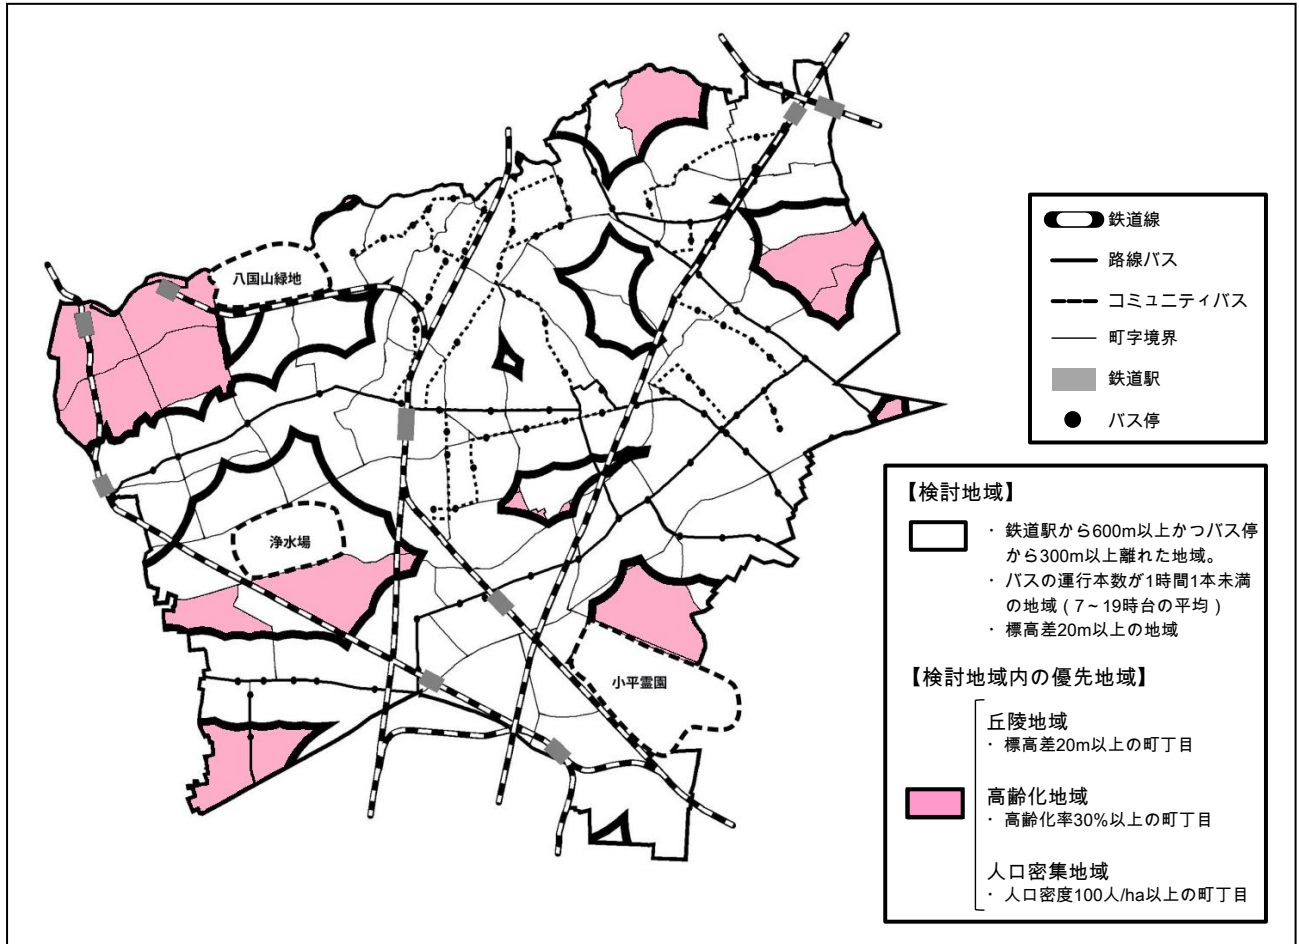 八国山緑地
浄水場
小平霊園
鉄道線
路線バス
コミュニティバス
町字境界
鉄道駅
バス停
【検討地域】
・ 鉄道駅から600m以上かつバス停
から300m以上離れた地域。
・ バスの運行本数が1時間1本未満
の地域（7～19時台の平均）
・ 標高差20m以上の地域
【検討地域内の優先地域】
丘陵地域
・ 標高差20m以上の町丁目
高齢化地域
・ 高齢化率30%以上の町丁目
人口密集地域
・ 人口密度100人/ha以上の町丁目